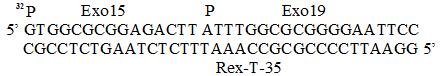 ³²P Exo15 P Exo19
5’ GTGGCGCGGAGACTT ATTTGGCGCGGGGAATTCC
CGCCTCTGAATCTCTTTAAACCGCGCCCCTTAAGG 5’
Rex-T-35